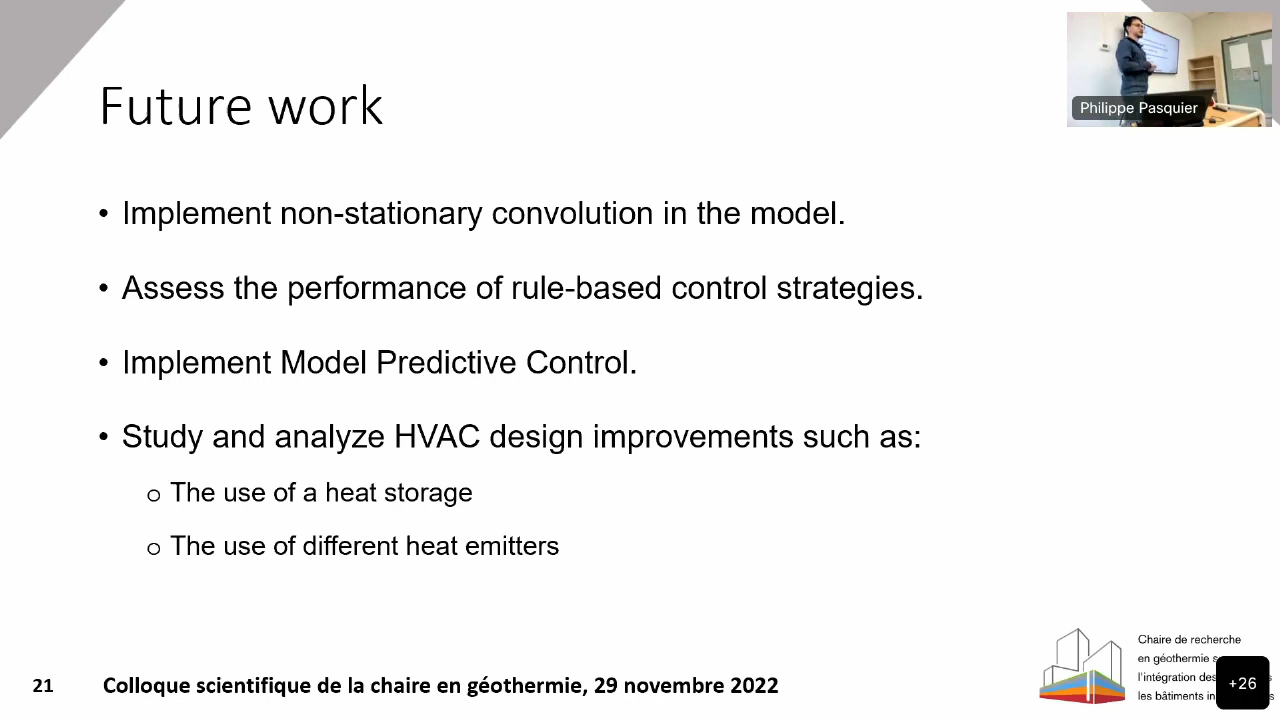 Future work
Philippe Pasquier
• Implement non-stationary convolution in the model.
• Assess the performance of rule-based control strategies.
• Implement Model Predictive Control.
• Study and analyze HVAC design improvements such as:
o The use of a heat storage
o The use of different heat emitters
21
Colloque scientifique de la chaire en géothermie, 29 novembre 2022
Chaire de recherche
en géothermie
l'intégration des
les bâtiments
+26